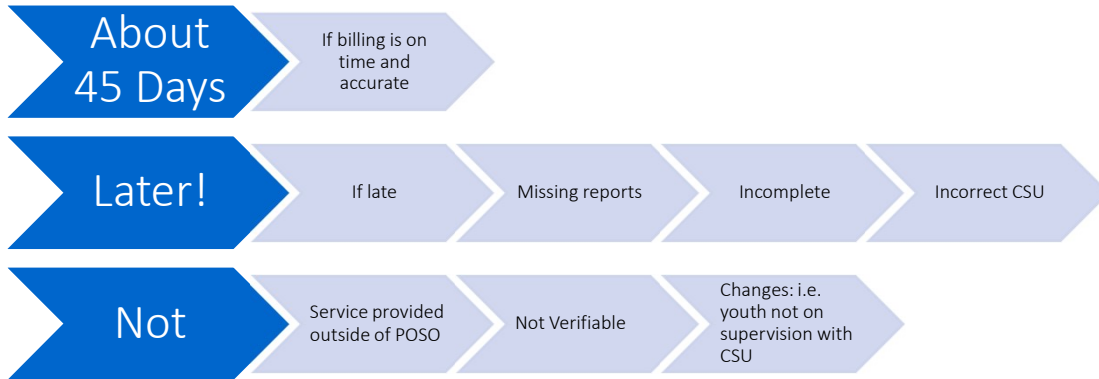 About
45 Days
If billing is on
time and
accurate
Later!
If late
Missing reports
Incomplete
Incorrect CSU
Not
Service provided
outside of POSO
Not Verifiable
Changes: i.e.
youth not on
supervision with
CSU